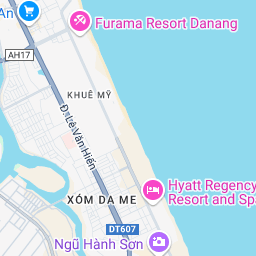 Furama Resort Danang
An
AH17
KHUÊ MỸ
Đ. Lê Văn Hiến
Hyatt Regency
Resort and Spa
XÓM DA ME
DT607
Ngũ Hành Sơn